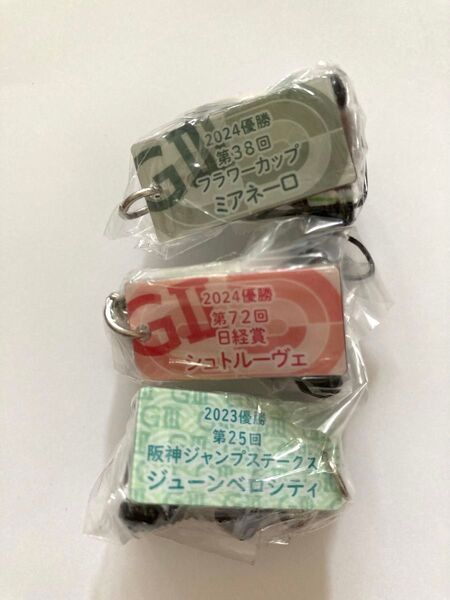 GIII
2024優勝
第38回
フラワーカップ
ミアネーロ
GII
2024優勝
第72回
日経賞
シュトルーヴェ
2023優勝
第25回
阪神ジャンプステークス
ジューンベロシティ